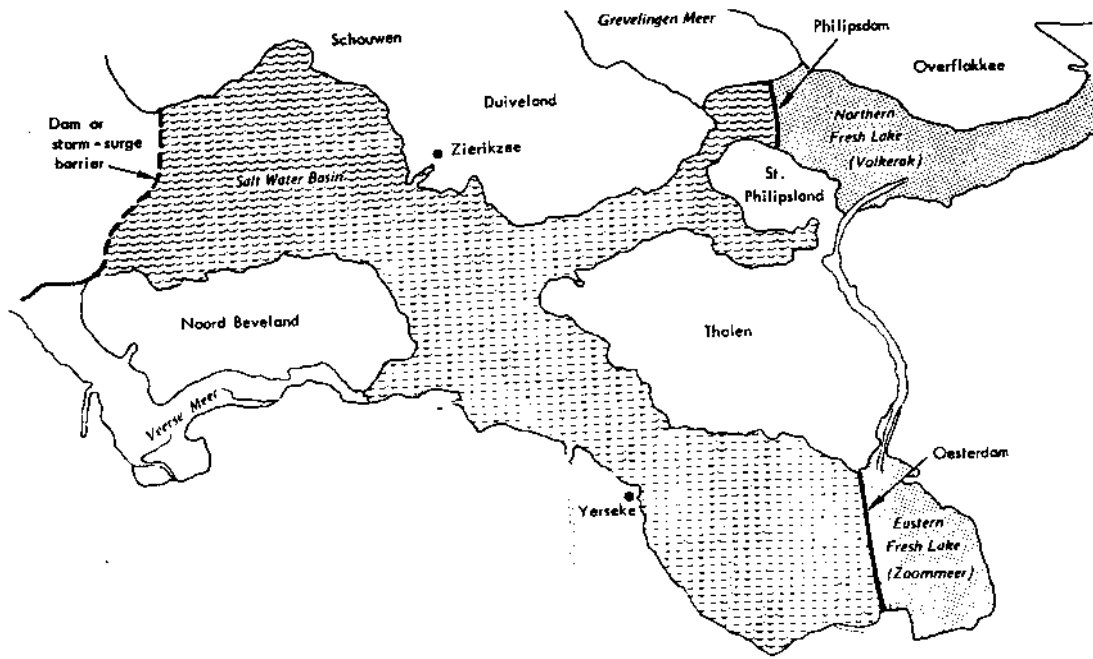 Grevelingen Meer
Philipsdam
Schouwen
Overflakkee
Duiveland
Dam or
storm-surge
barrier
Zierikzee
Northern
Fresh Lake
(Volkerak)
Salt Water Basin
St.
Philipsland
Noord Beveland
Tholen
Veerse Meer
Oesterdam
Yerseke
Eastern
Fresh Lake
(Zoommeer)